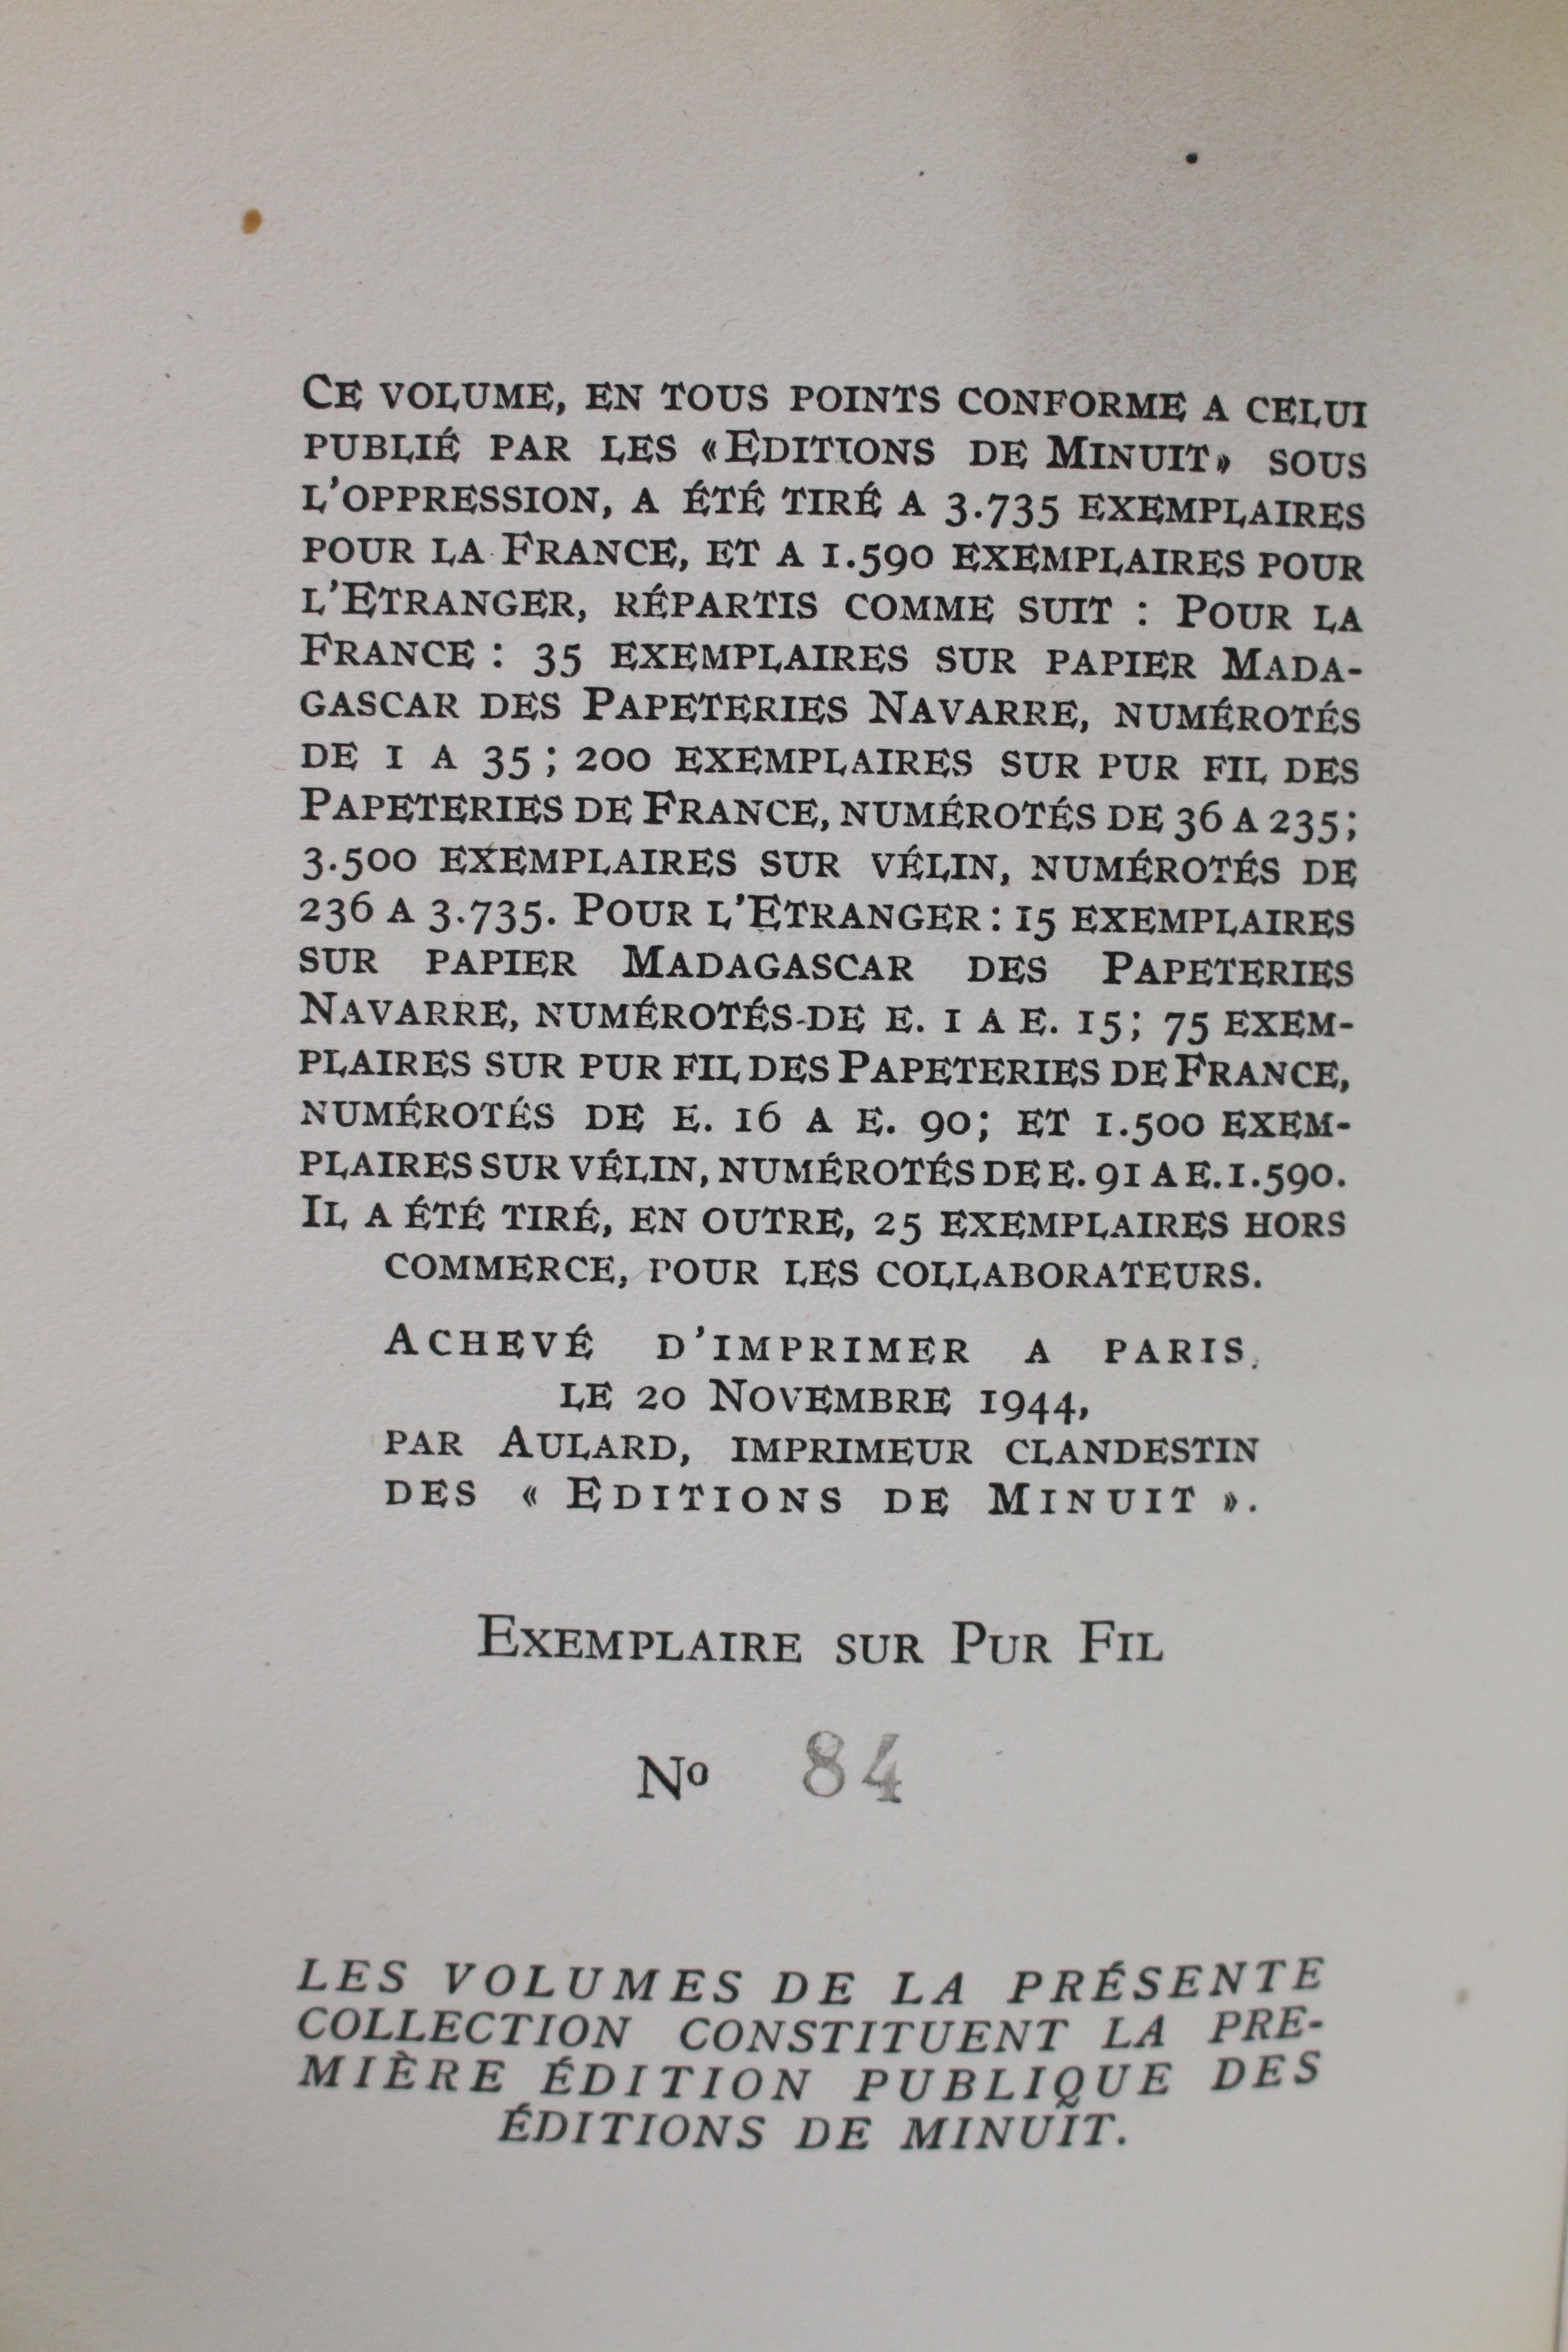 CE VOLUME, EN TOUS POINTS CONFORME A CELUI
PUBLIÉ PAR LES «EDITIONS DE MINUIT» SOUS
L'OPPRESSION, A ÉTÉ TIRÉ A 3.735 EXEMPLAIRES
POUR LA FRANCE, ET A 1.590 EXEMPLAIRES POUR
L'ETRANGER, RÉPARTIS COMME SUIT : POUR LA
FRANCE : 35 EXEMPLAIRES SUR PAPIER MADA-
GASCAR DES PAPETERIES NAVARRE, NUMÉROTÉS
DE 1 A 35 ; 200 EXEMPLAIRES SUR PUR FIL DES
PAPETERIES DE FRANCE, NUMÉROTÉS DE 36 A 235 ;
3.500 EXEMPLAIRES SUR VÉLIN, NUMÉROTÉS DE
236 A 3.735. POUR L'ETRANGER : 15 EXEMPLAIRES
SUR PAPIER MADAGASCAR DES PAPETERIES
NAVARRE, NUMÉROTÉS-DE E. 1 A E. 15 ; 75 EXEM-
PLAIRES SUR PUR FIL DES PAPETERIES DE FRANCE,
NUMÉROTÉS DE E. 16 A E. 90 ; ET 1.500 EXEM-
PLAIRES SUR VÉLIN, NUMÉROTÉS DE E. 91 A E. 1.590.
IL A ÉTÉ TIRÉ, EN OUTRE, 25 EXEMPLAIRES HORS
COMMERCE, POUR LES COLLABORATEURS.
ACHEVÉ D'IMPRIMER A PARIS,
LE 20 NOVEMBRE 1944,
PAR AULARD, IMPRIMEUR CLANDESTIN
DES « EDITIONS DE MINUIT ».
EXEMPLAIRE SUR PUR FIL
Nº 84
LES VOLUMES DE LA PRÉSENTE
COLLECTION CONSTITUENT LA PRE-
MIÈRE ÉDITION PUBLIQUE DES
ÉDITIONS DE MINUIT.